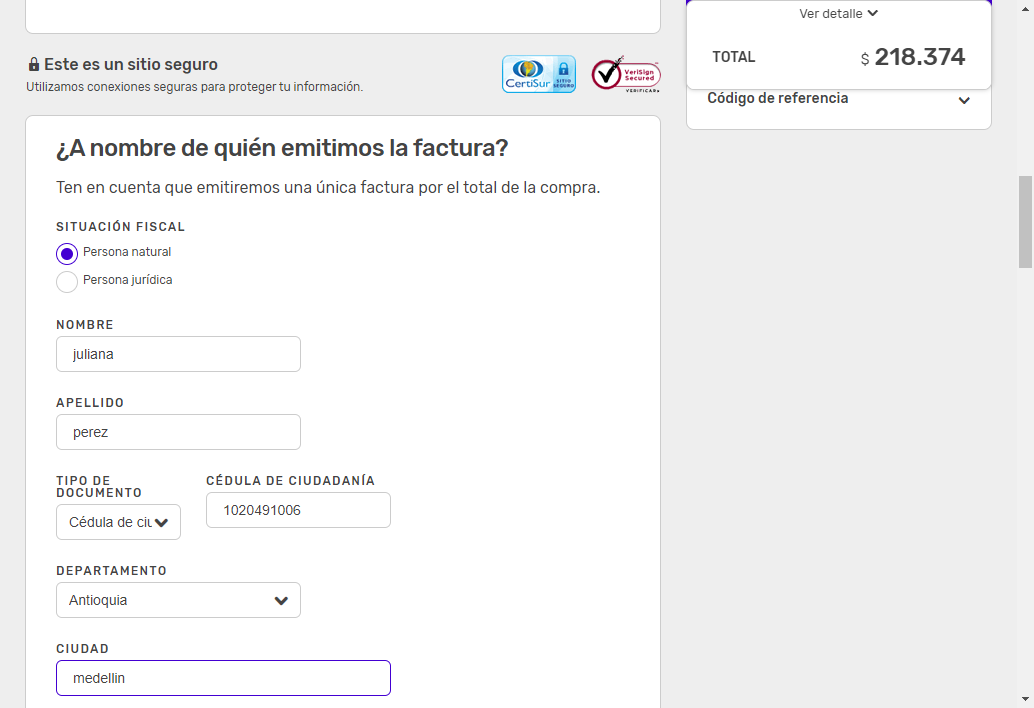 Ver detalle
TOTAL
$ 218.374
Código de referencia
Este es un sitio seguro
Utilizamos conexiones seguras para proteger tu información.
CertiSur
SITIO
SEGURO
VeriSign
Secured
VERIFICAR
¿A nombre de quién emitimos la factura?
Ten en cuenta que emitiremos una única factura por el total de la compra.
SITUACIÓN FISCAL
Persona natural
Persona jurídica
NOMBRE
juliana
APELLIDO
perez
TIPO DE
DOCUMENTO
Cédula de ciu
CÉDULA DE CIUDADANÍA
1020491006
DEPARTAMENTO
Antioquia
CIUDAD
medellin